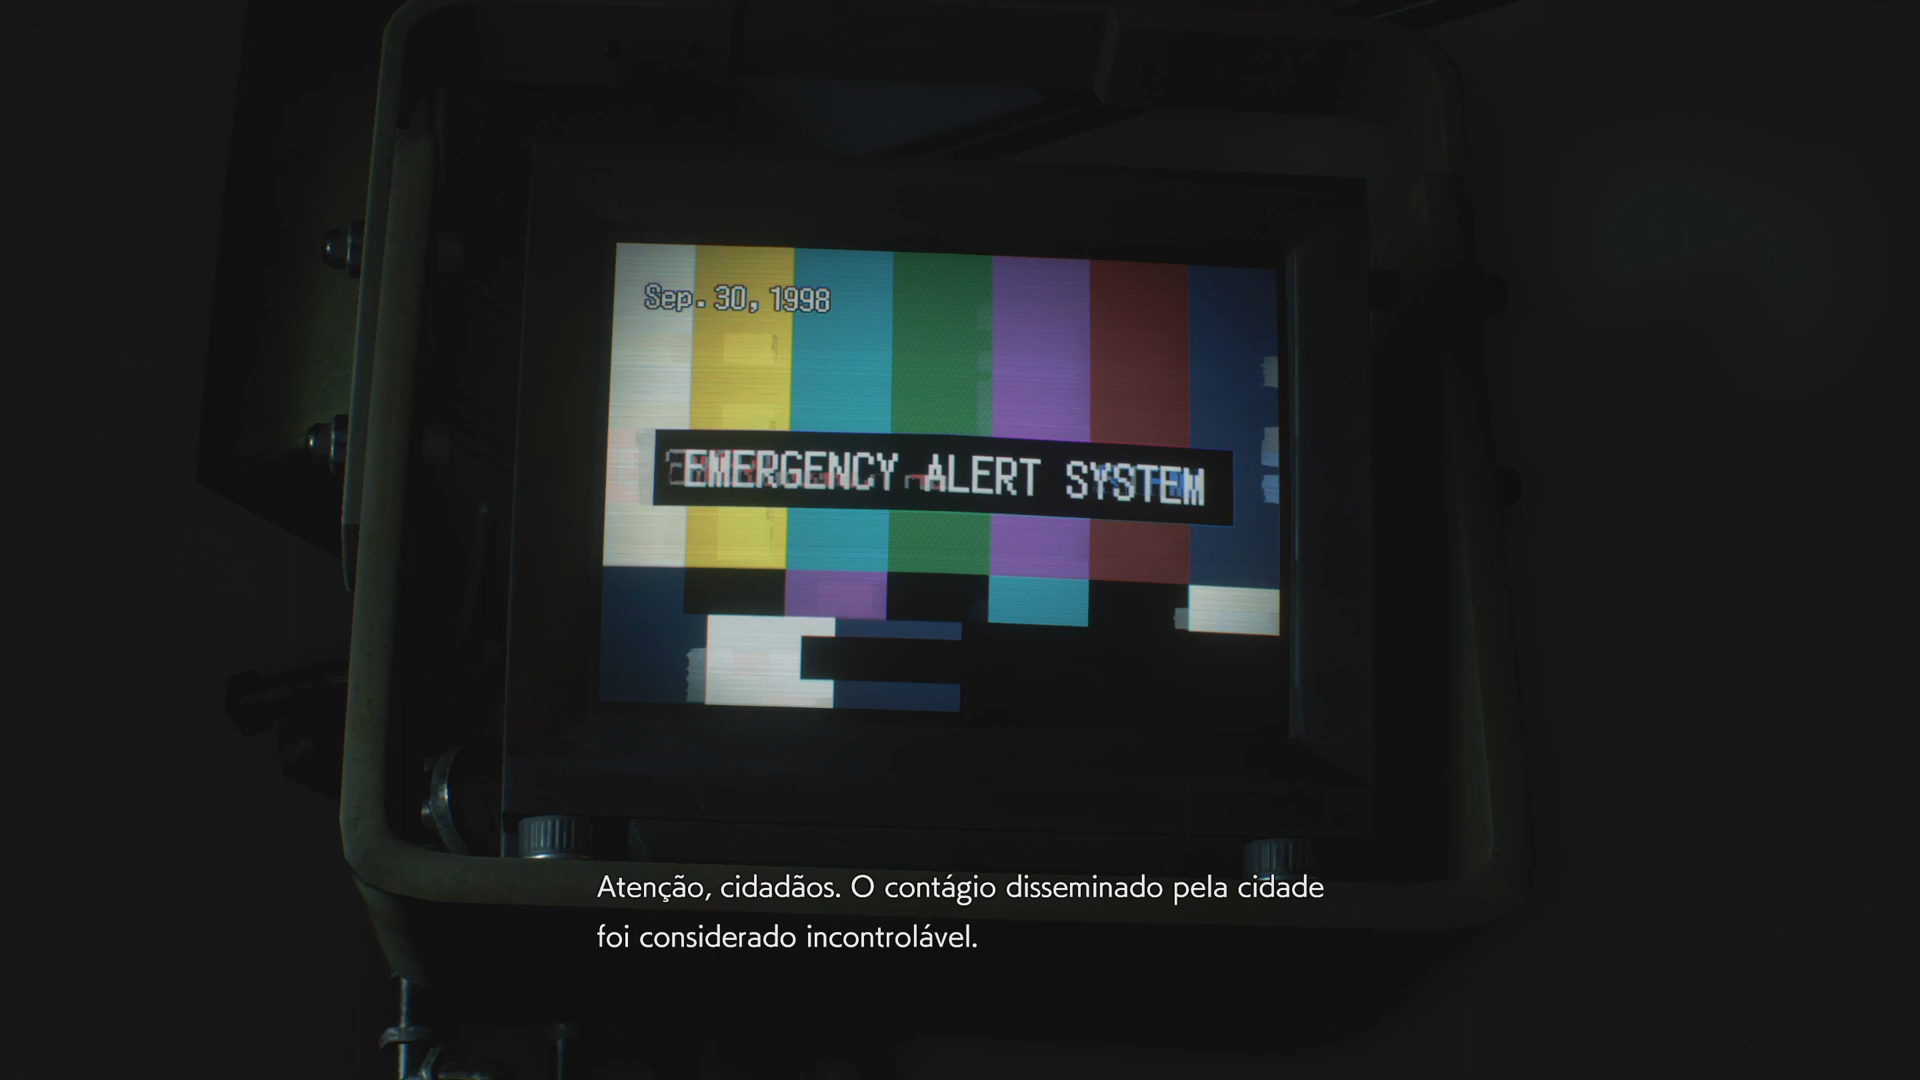 Sep. 30, 1998
EMERGENCY ALERT SYSTEM
Atenção, cidadãos. O contágio disseminado pela cidade
foi considerado incontrolável.